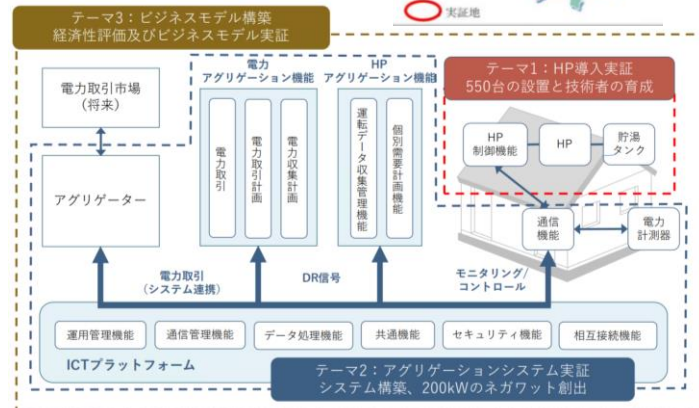 実証地
テーマ3：ビジネスモデル構築
経済性評価及びビジネスモデル実証
電力取引市場
（将来）
アグリゲーター
電力
アグリゲーション機能
電力取引
電力取引計画
電力収集計画
HP
アグリゲーション機能
運転データ収集管理機能
個別需要計画機能
テーマ1：HP導入実証
550台の設置と技術者の育成
HP
制御機能
HP
貯湯
タンク
通信
機能
電力
計測器
電力取引
（システム連携）
DR信号
モニタリング/
コントロール
運用管理機能
通信管理機能
データ処理機能
共通機能
セキュリティ機能
相互接続機能
ICTプラットフォーム
テーマ2：アグリゲーションシステム実証
システム構築、200kWのネガワット創出